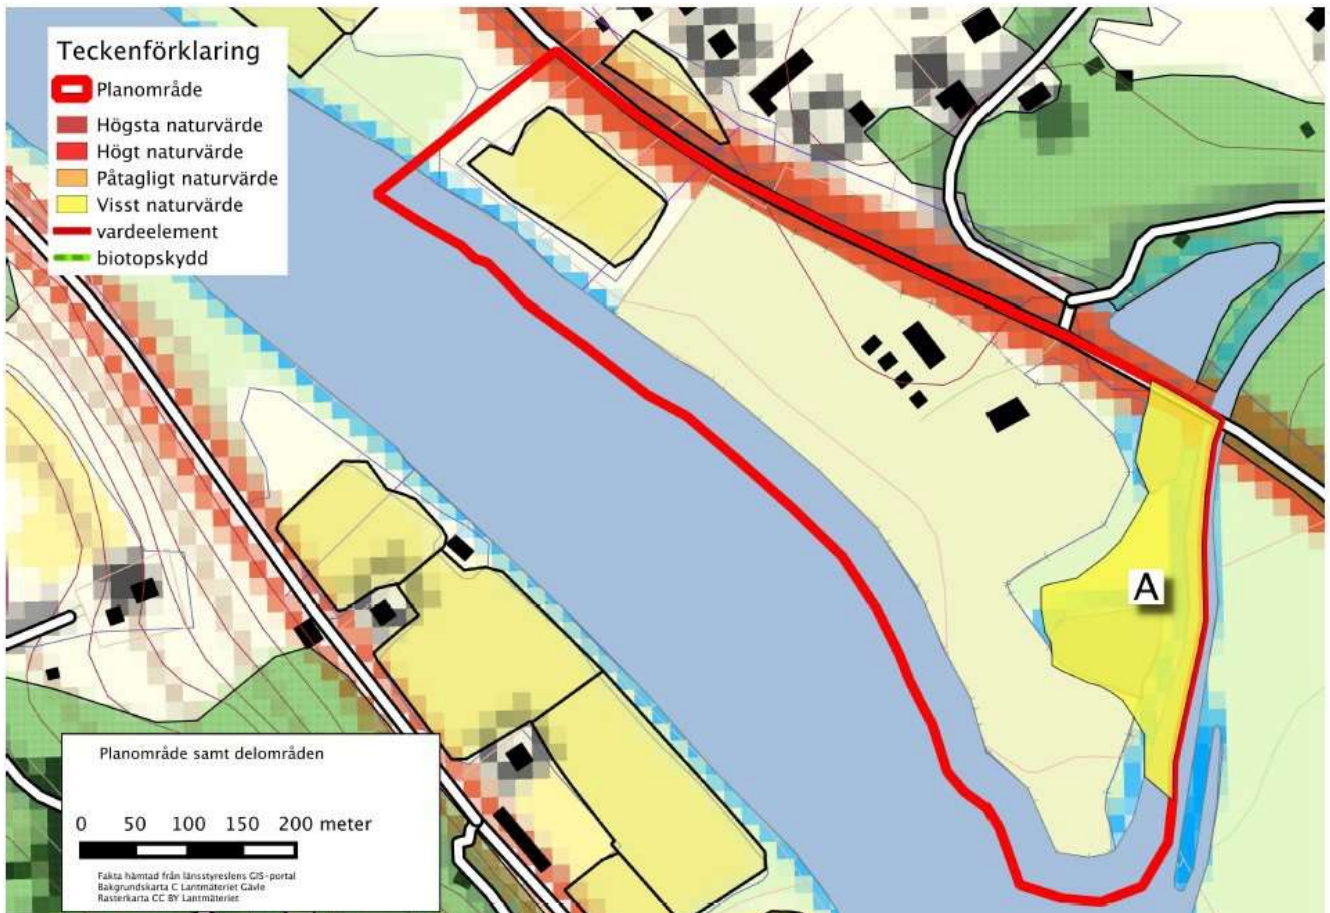 Teckenförklaring
Planområde
Högsta naturvärde
Högt naturvärde
Påtagligt naturvärde
Visst naturvärde
vardeelement
biotopskydd
A
Planområde samt delområden
0 50 100 150 200 meter
Fakta hämtad från länsstyreslens GIS-portal
Bakgrundskarta C Lantmäteriet Gävle
Rasterkarta CC BY Lantmäteriet